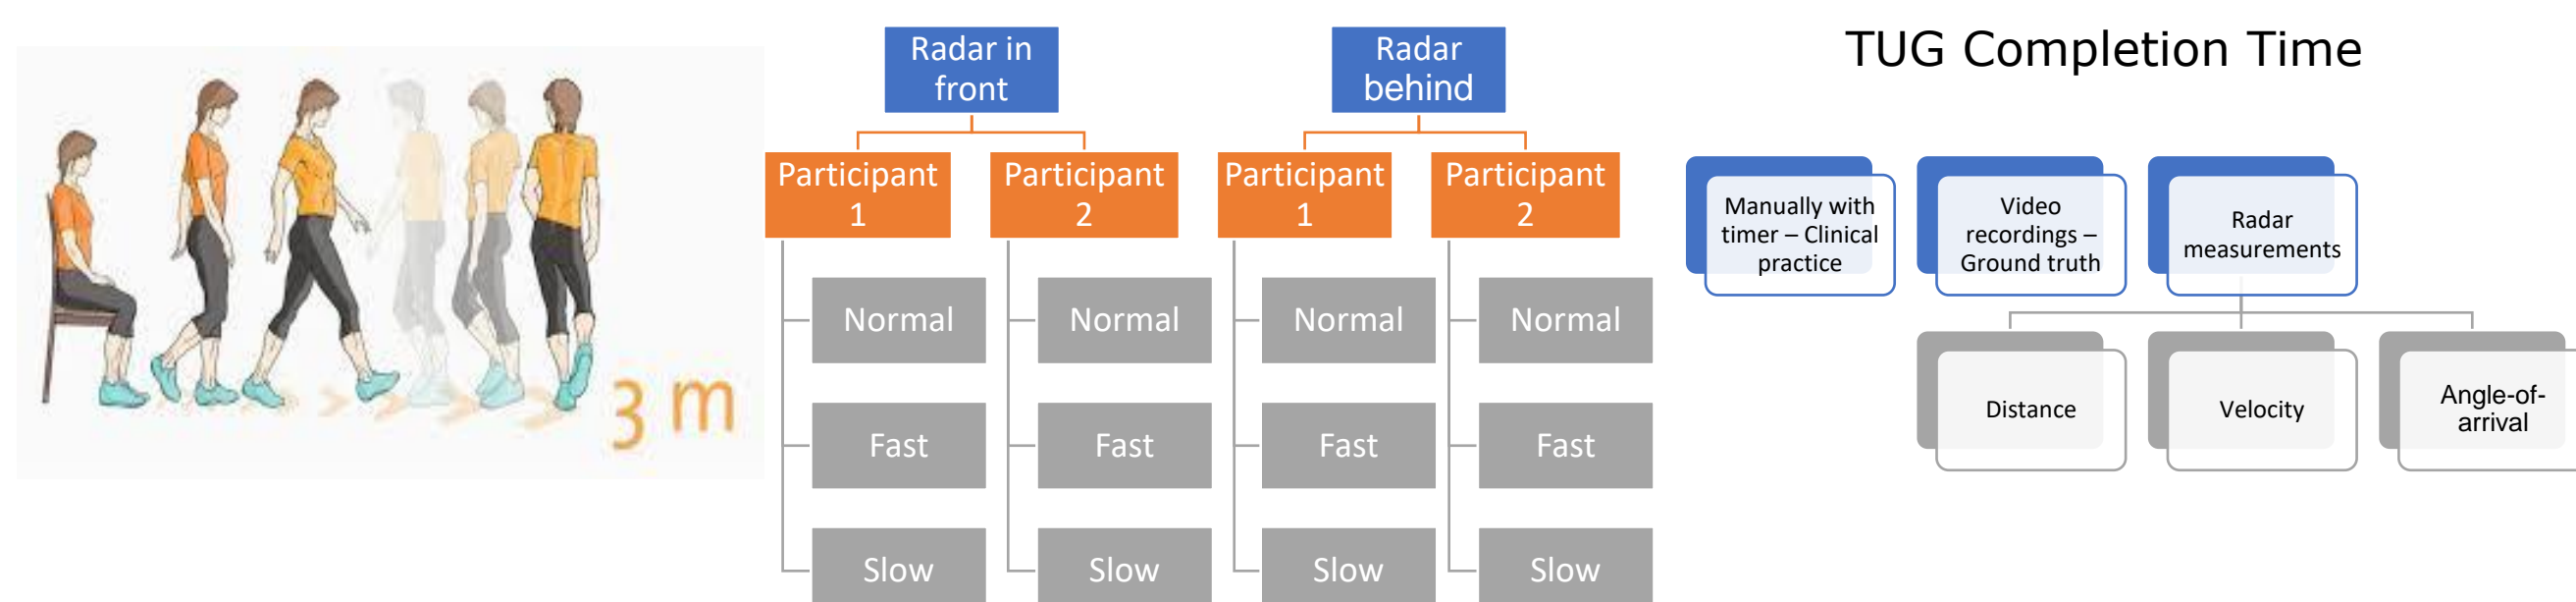 3 m
Radar in
front
Participant
1
Normal
Fast
Slow
Participant
2
Normal
Fast
Slow
Radar
behind
Participant
1
Normal
Fast
Slow
Participant
2
Normal
Fast
Slow
TUG Completion Time
Manually with
timer – Clinical
practice
Video
recordings –
Ground truth
Radar
measurements
Distance
Velocity
Angle-of-
arrival